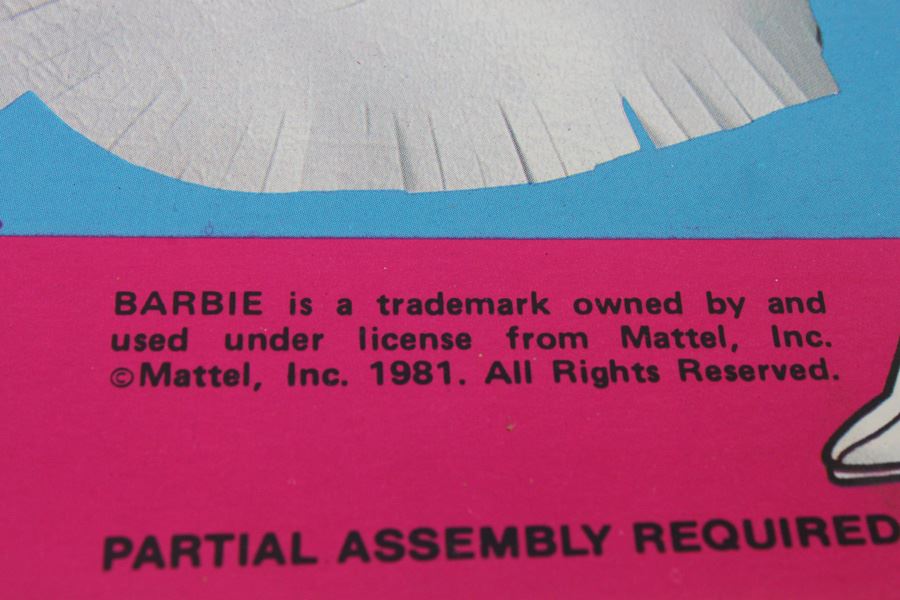 BARBIE is a trademark owned by and
used under license from Mattel, Inc.
©Mattel, Inc. 1981. All Rights Reserved.
PARTIAL ASSEMBLY REQUIRED